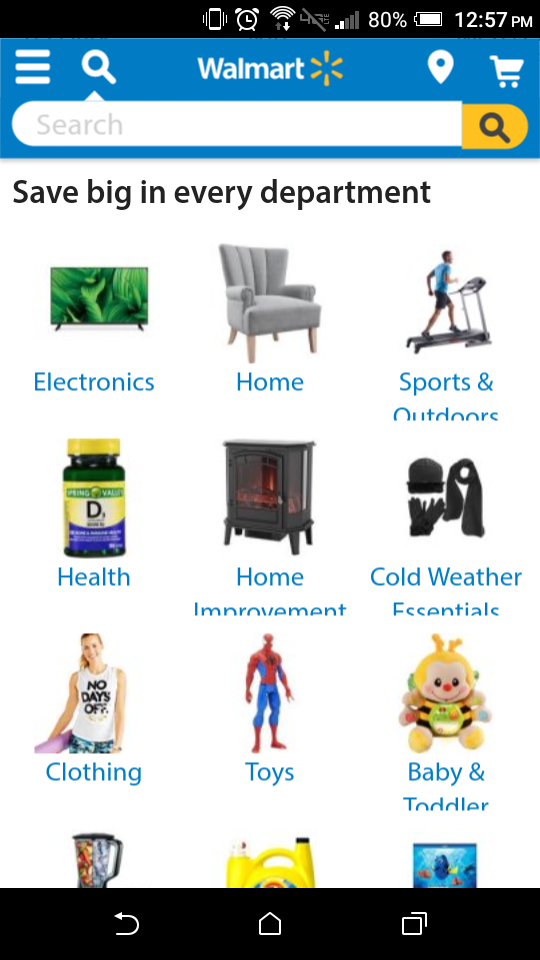 80% 12:57 PM
Walmart
Search
Save big in every department
Electronics
Home
Sports &
Outdoors
SPRING VALLEY
D3
Health
Home
Improvement
Cold Weather
Essentials
NO
DAYS
OFF.
Clothing
Toys
Baby &
Toddler